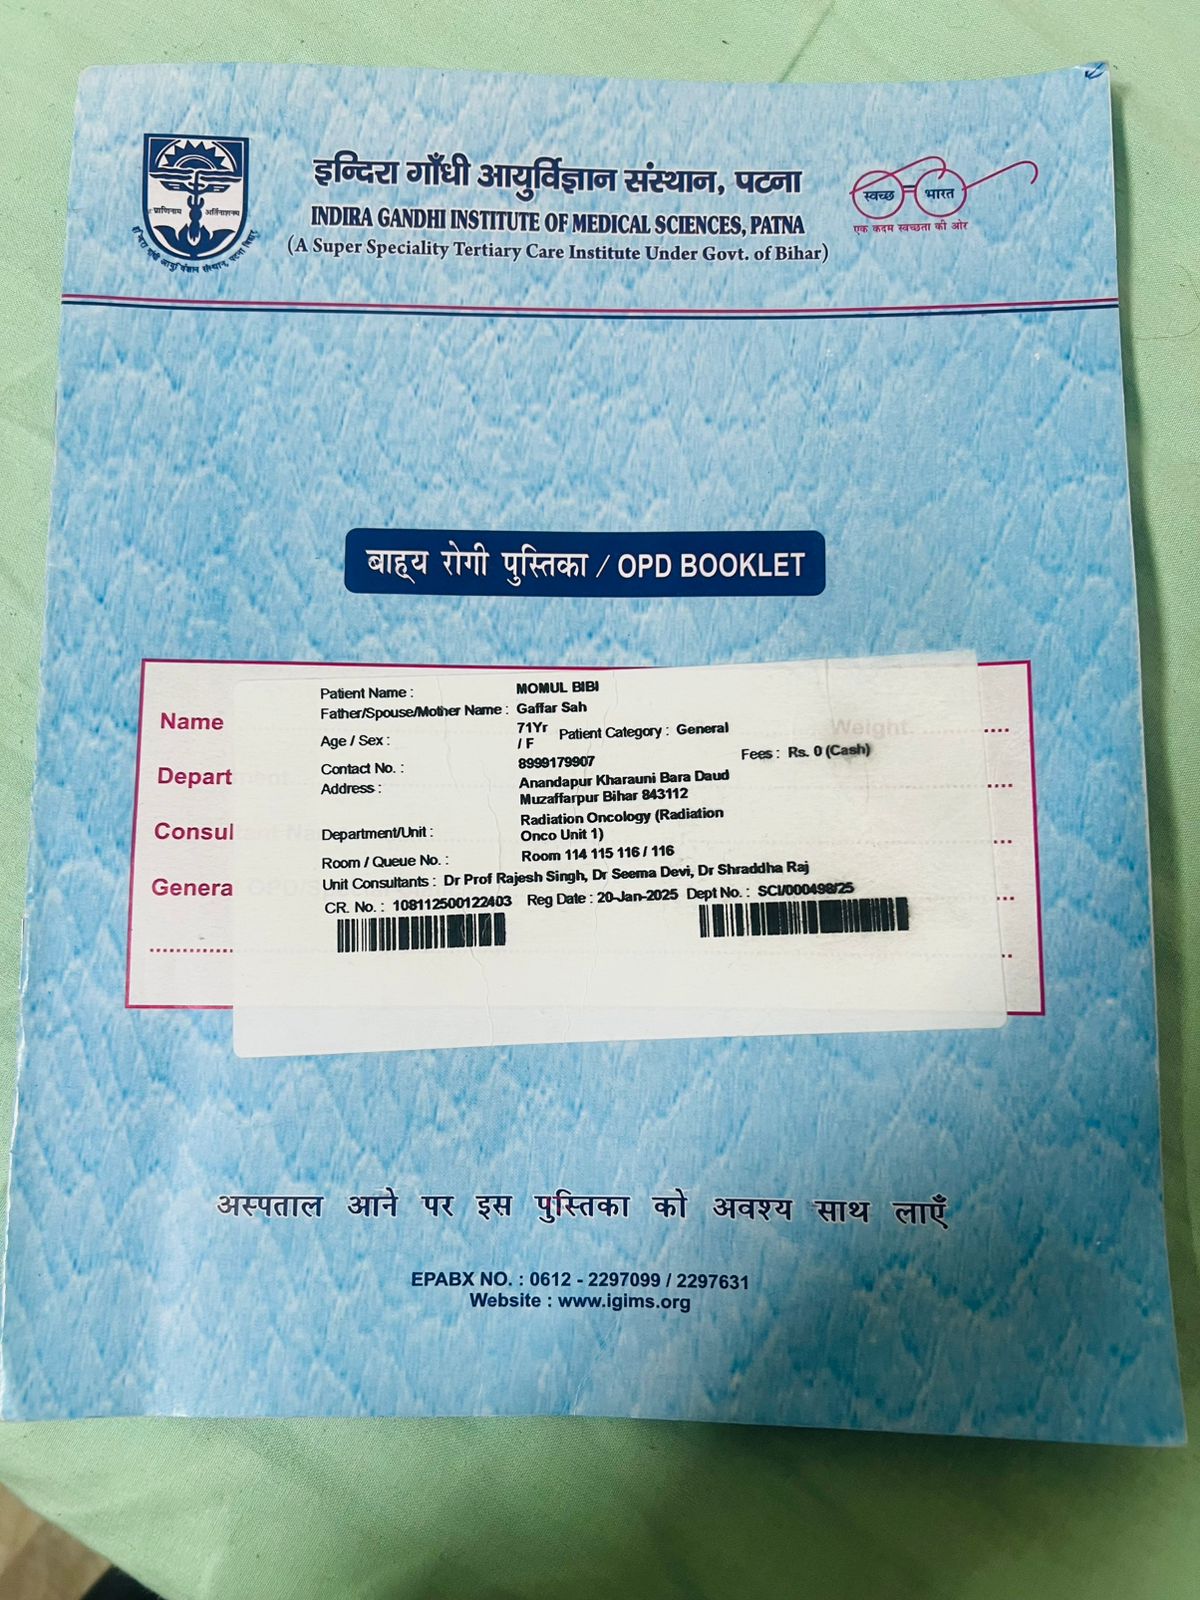 इन्दिरा गाँधी आयुर्विज्ञान संस्थान, पटना
INDIRA GANDHI INSTITUTE OF MEDICAL SCIENCES, PATNA
(A Super Speciality Tertiary Care Institute Under Govt. of Bihar)
स्वच्छ भारत
एक कदम स्वच्छता की ओर
बाह्य रोगी पुस्तिका / OPD BOOKLET
Name
Weight
Depart
Consul
Genera
Patient Name : MOMUL BIBI
Father/Spouse/Mother Name : Gaffar Sah
Age / Sex : 71Yr / F Patient Category : General
Contact No. : 8999179907 Fees : Rs. 0 (Cash)
Address : Anandapur Kharauni Bara Daud
Muzaffarpur Bihar 843112
Department/Unit : Radiation Oncology (Radiation
Onco Unit 1)
Room / Queue No. : Room 114 115 116 / 116
Unit Consultants : Dr Prof Rajesh Singh, Dr Seema Devi, Dr Shraddha Raj
CR. No. : 108112500122403 Reg Date : 20-Jan-2025 Dept No. : SCI/000498/25
अस्पताल आने पर इस पुस्तिका को अवश्य साथ लाएँ
EPABX NO. : 0612 - 2297099 / 2297631
Website : www.igims.org